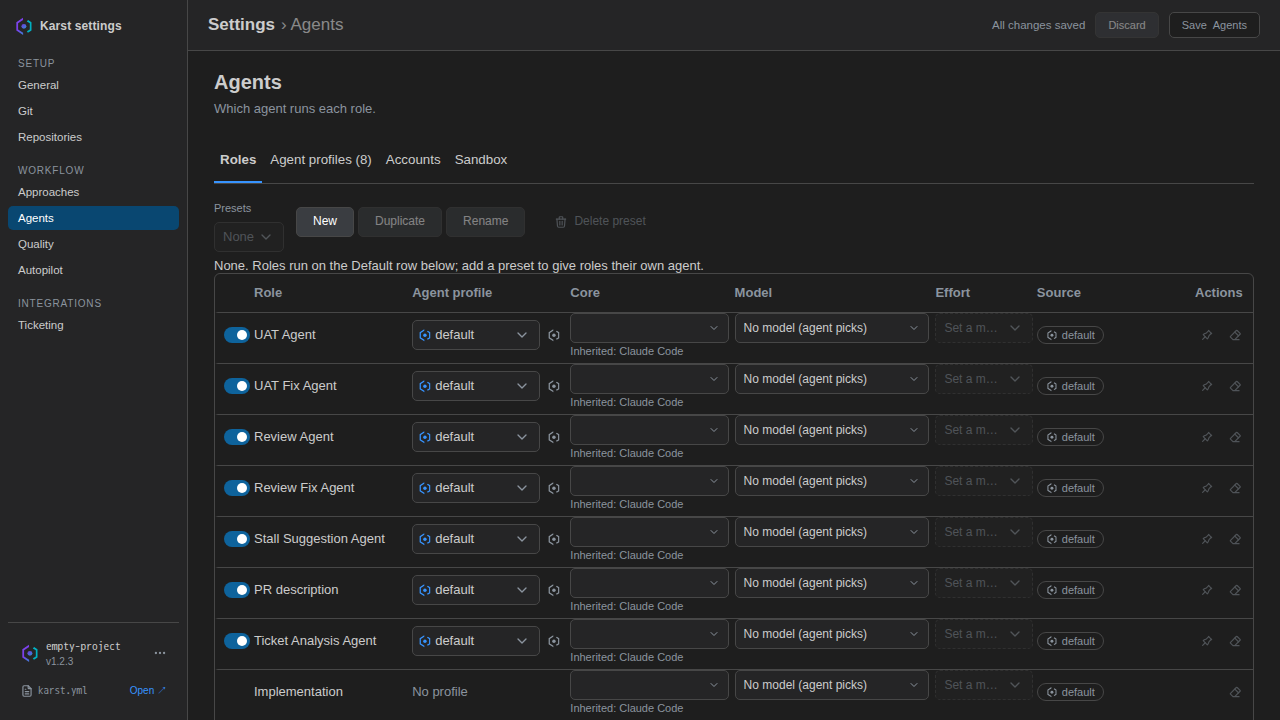 Karst settings
SETUP
General
Git
Repositories
WORKFLOW
Approaches
Agents
Quality
Autopilot
INTEGRATIONS
Ticketing
empty-project
v1.2.3
karst.yml
Open ↗
Settings › Agents
All changes saved
Discard
Save Agents
Agents
Which agent runs each role.
Roles Agent profiles (8) Accounts Sandbox
Presets
None
New Duplicate Rename Delete preset
None. Roles run on the Default row below; add a preset to give roles their own agent.
Role Agent profile Core Model Effort Source Actions
UAT Agent default No model (agent picks) Set a m… default
Inherited: Claude Code
UAT Fix Agent default No model (agent picks) Set a m… default
Inherited: Claude Code
Review Agent default No model (agent picks) Set a m… default
Inherited: Claude Code
Review Fix Agent default No model (agent picks) Set a m… default
Inherited: Claude Code
Stall Suggestion Agent default No model (agent picks) Set a m… default
Inherited: Claude Code
PR description default No model (agent picks) Set a m… default
Inherited: Claude Code
Ticket Analysis Agent default No model (agent picks) Set a m… default
Inherited: Claude Code
Implementation No profile No model (agent picks) Set a m… default
Inherited: Claude Code